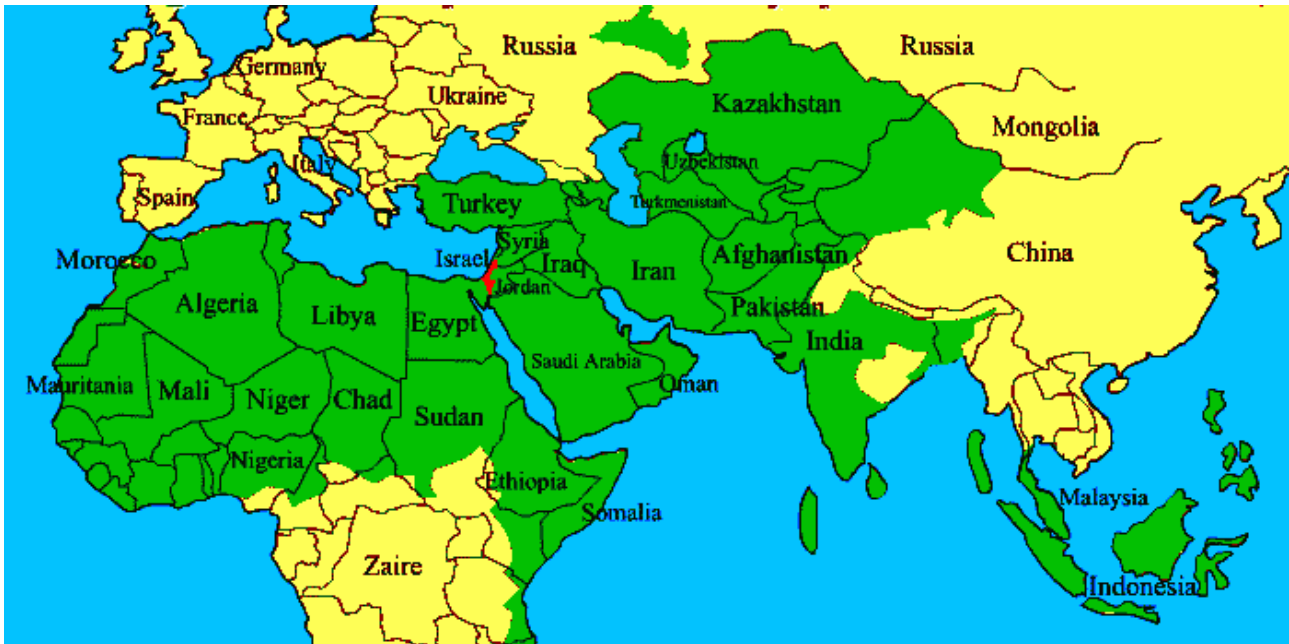 Russia
Russia
Germany
Ukraine
Kazakhstan
France
Mongolia
Italy
Uzbekistan
Spain
Turkey
Turkmenistan
Syria
Morocco
Israel
Iraq
Iran
Afghanistan
China
Jordan
Algeria
Libya
Egypt
Pakistan
India
Saudi Arabia
Mauritania
Mali
Niger
Chad
Oman
Sudan
Nigeria
Ethiopia
Malaysia
Somalia
Zaire
Indonesia